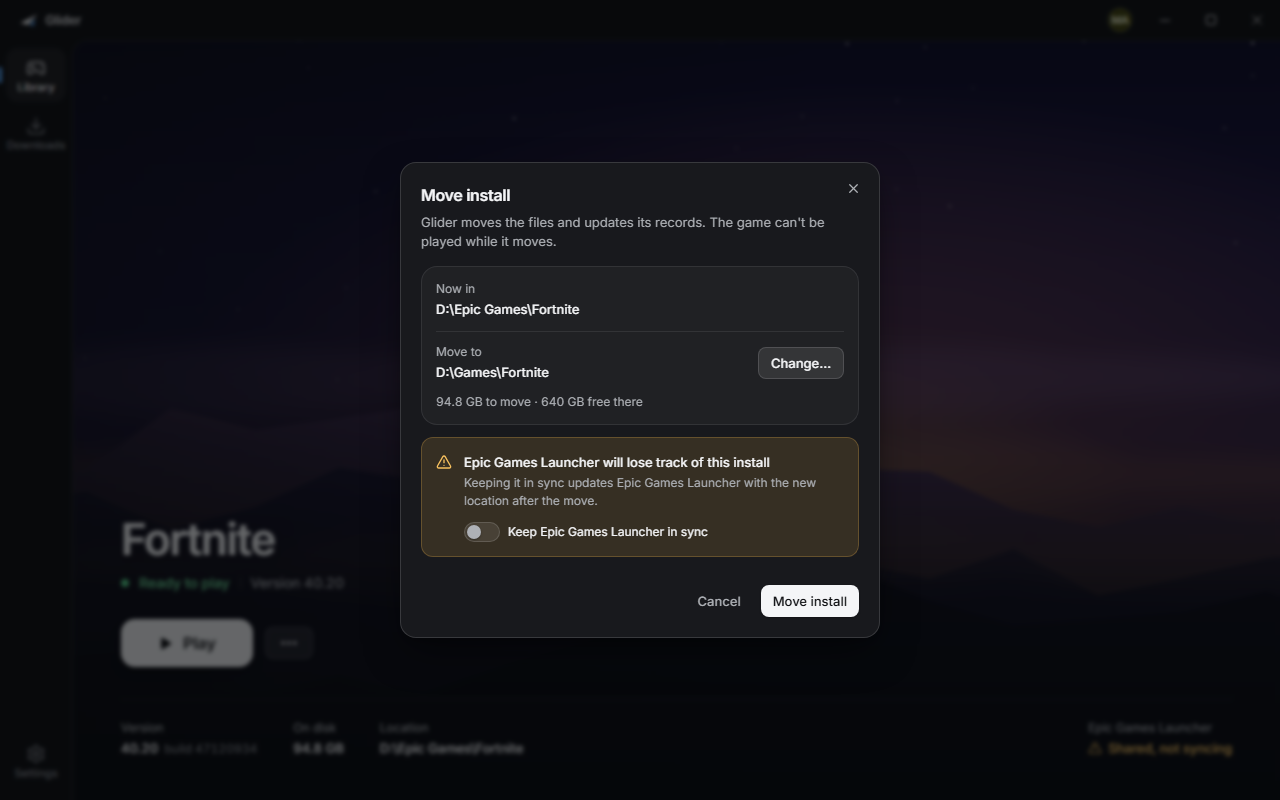 Glider
Library
Downloads
Move install
Glider moves the files and updates its records. The game can't be
played while it moves.
Now in
D:\Epic Games\Fortnite
Move to
D:\Games\Fortnite
Change...
94.8 GB to move · 640 GB free there
Epic Games Launcher will lose track of this install
Keeping it in sync updates Epic Games Launcher with the new
location after the move.
Keep Epic Games Launcher in sync
Cancel
Move install
Fortnite
Ready to play · Version 40.20
Play
Version
40.20
On disk
94.8 GB
Location
D:\Epic Games\Fortnite
Epic Games Launcher
Shared, not syncing
Settings